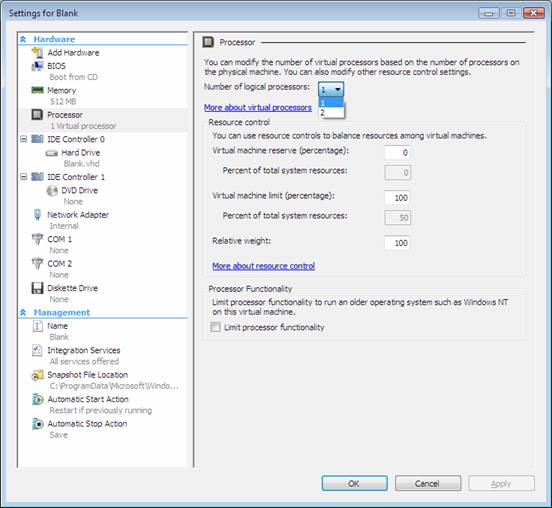 Settings for Blank
Hardware
Add Hardware
BIOS
Boot from CD
Memory
512 MB
Processor
1 Virtual processor
IDE Controller 0
Hard Drive
Blank.vhd
IDE Controller 1
DVD Drive
None
Network Adapter
Internal
COM 1
None
COM 2
None
Diskette Drive
None
Management
Name
Blank
Integration Services
All services offered
Snapshot File Location
C:\ProgramData\Microsoft\Windo...
Automatic Start Action
Restart if previously running
Automatic Stop Action
Save
Processor
You can modify the number of virtual processors based on the number of processors on
the physical machine. You can also modify other resource control settings.
Number of logical processors: 1
1
2
More about virtual processors
Resource control
You can use resource controls to balance resources among virtual machines.
Virtual machine reserve (percentage): 0
Percent of total system resources: 0
Virtual machine limit (percentage): 100
Percent of total system resources: 50
Relative weight: 100
More about resource control
Processor Functionality
Limit processor functionality to run an older operating system such as Windows NT
on this virtual machine.
Limit processor functionality
OK Cancel Apply